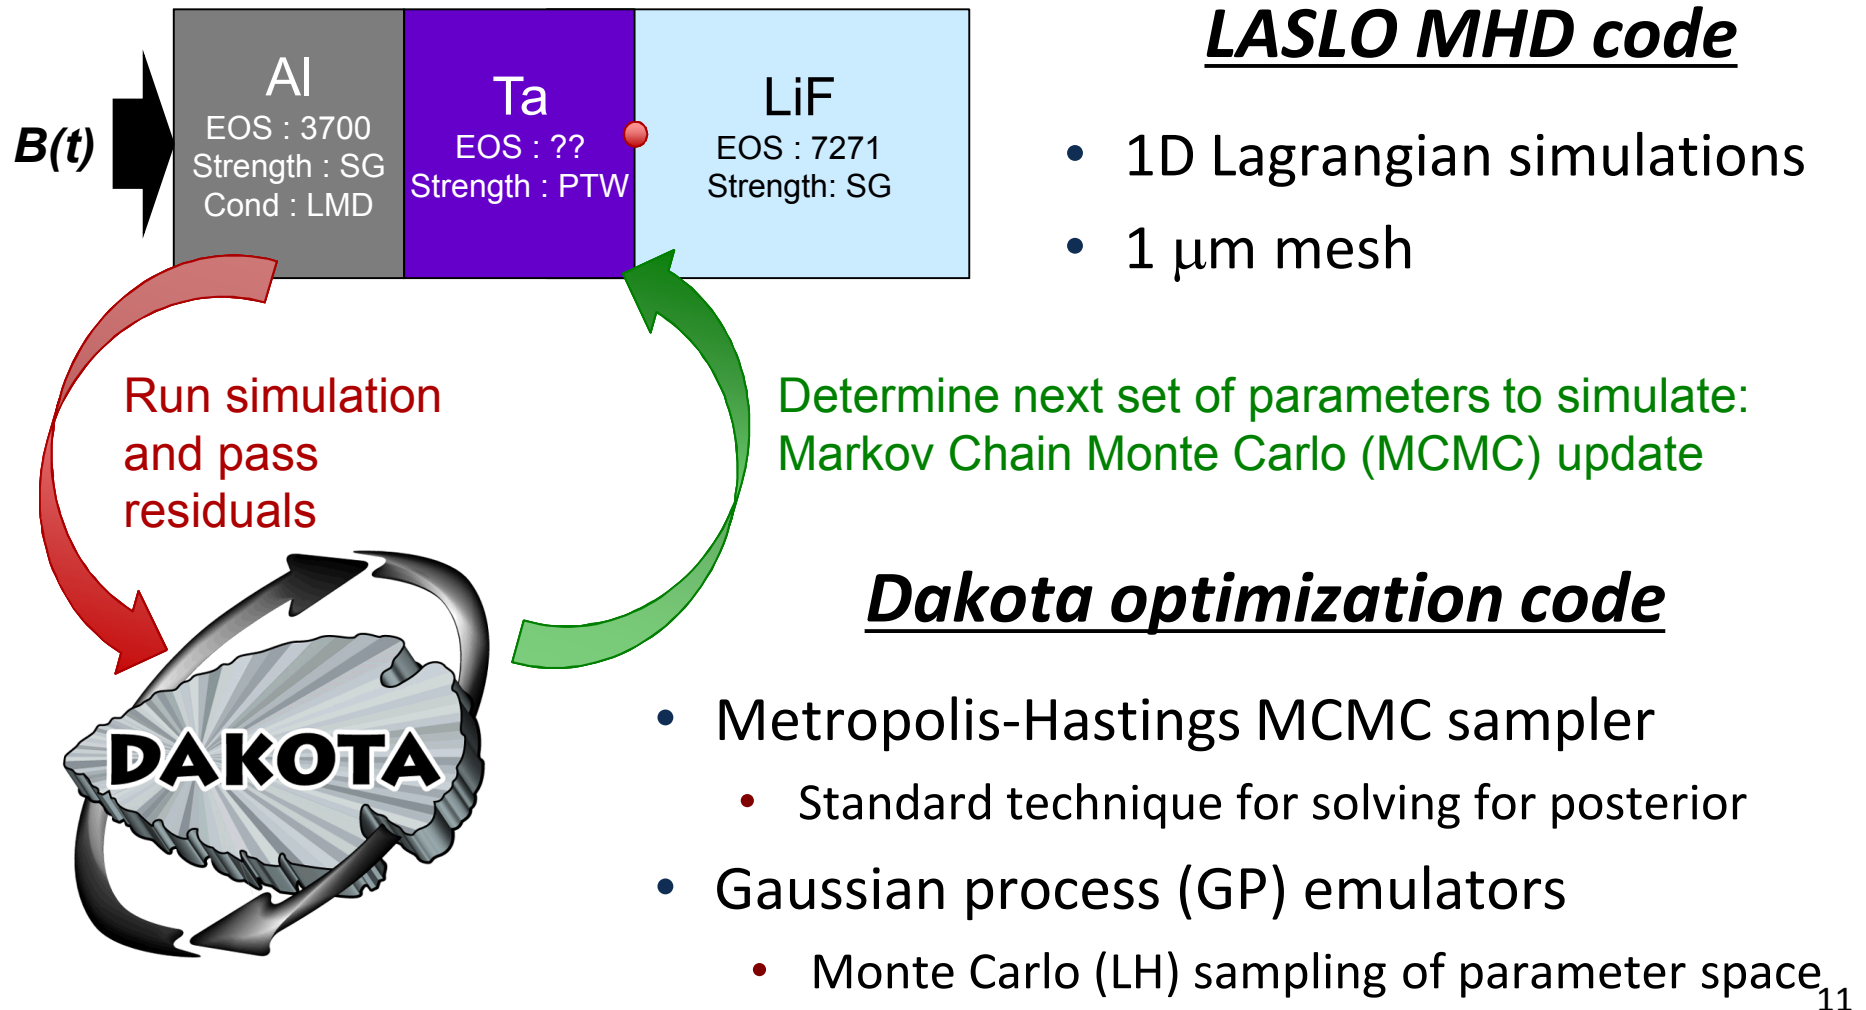 LASLO MHD code
B(t)
Al
EOS : 3700
Strength : SG
Cond : LMD
Ta
EOS : ??
Strength : PTW
LiF
EOS : 7271
Strength: SG
• 1D Lagrangian simulations
• 1 μm mesh
Run simulation
and pass
residuals
Determine next set of parameters to simulate:
Markov Chain Monte Carlo (MCMC) update
DAKOTA
Dakota optimization code
• Metropolis-Hastings MCMC sampler
• Standard technique for solving for posterior
• Gaussian process (GP) emulators
• Monte Carlo (LH) sampling of parameter space
11